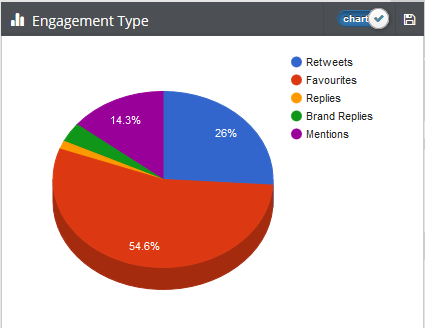 Engagement Type
chart
Retweets
Favourites
Replies
Brand Replies
Mentions
14.3%
26%
54.6%